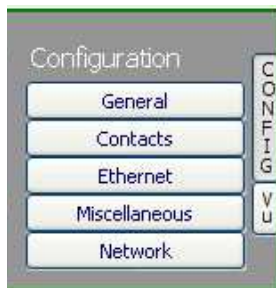 Configuration
General
Contacts
Ethernet
Miscellaneous
Network
CONFIG
Vu